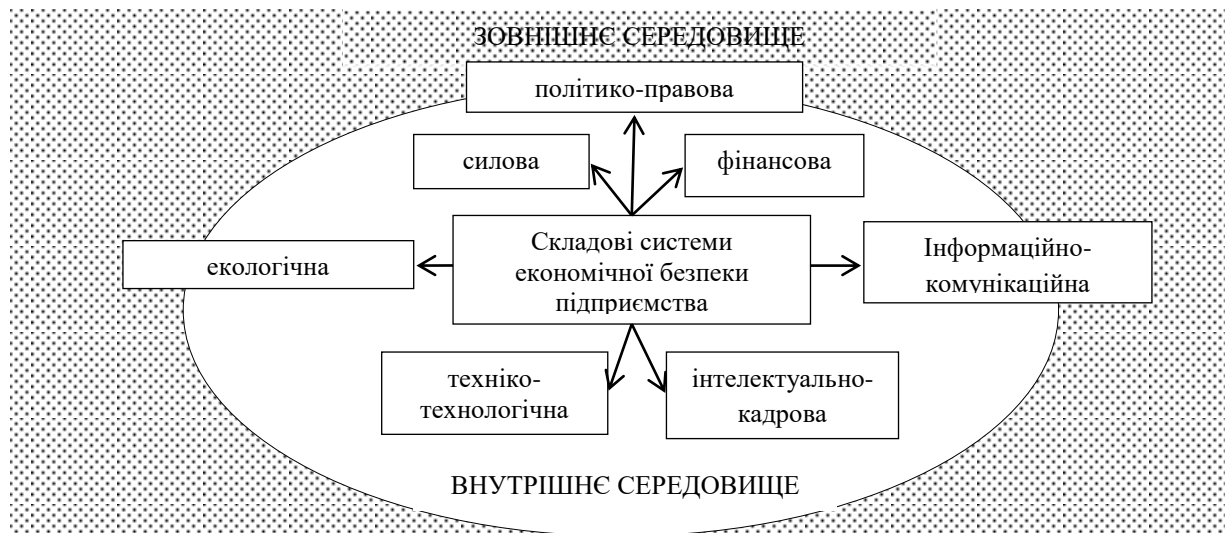 ЗОВНІШНЄ СЕРЕДОВИЩЕ
політико-правова
силова
фінансова
екологічна
Складові системи
економічної безпеки
підприємства
Інформаційно-
комунікаційна
техніко-
технологічна
інтелектуально-
кадрова
ВНУТРІШНЄ СЕРЕДОВИЩЕ